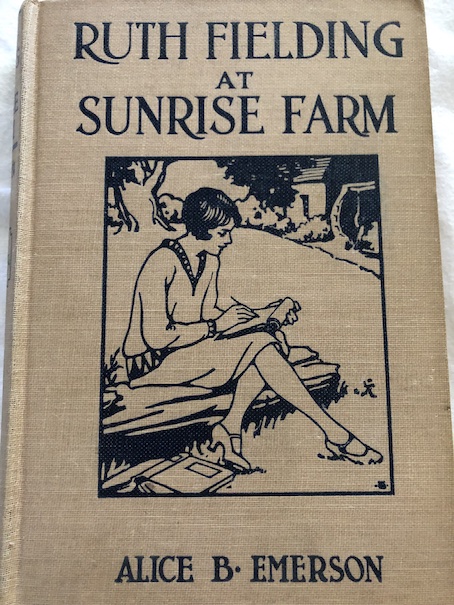 RUTH FIELDING
AT
SUNRISE FARM
ALICE B. EMERSON